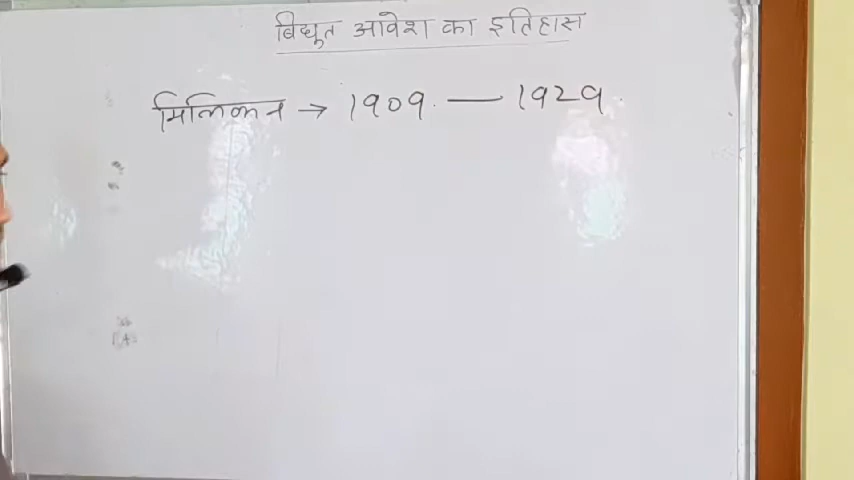 विद्युत आवेश का इतिहास
मिलिकन → 1909. — 1929.